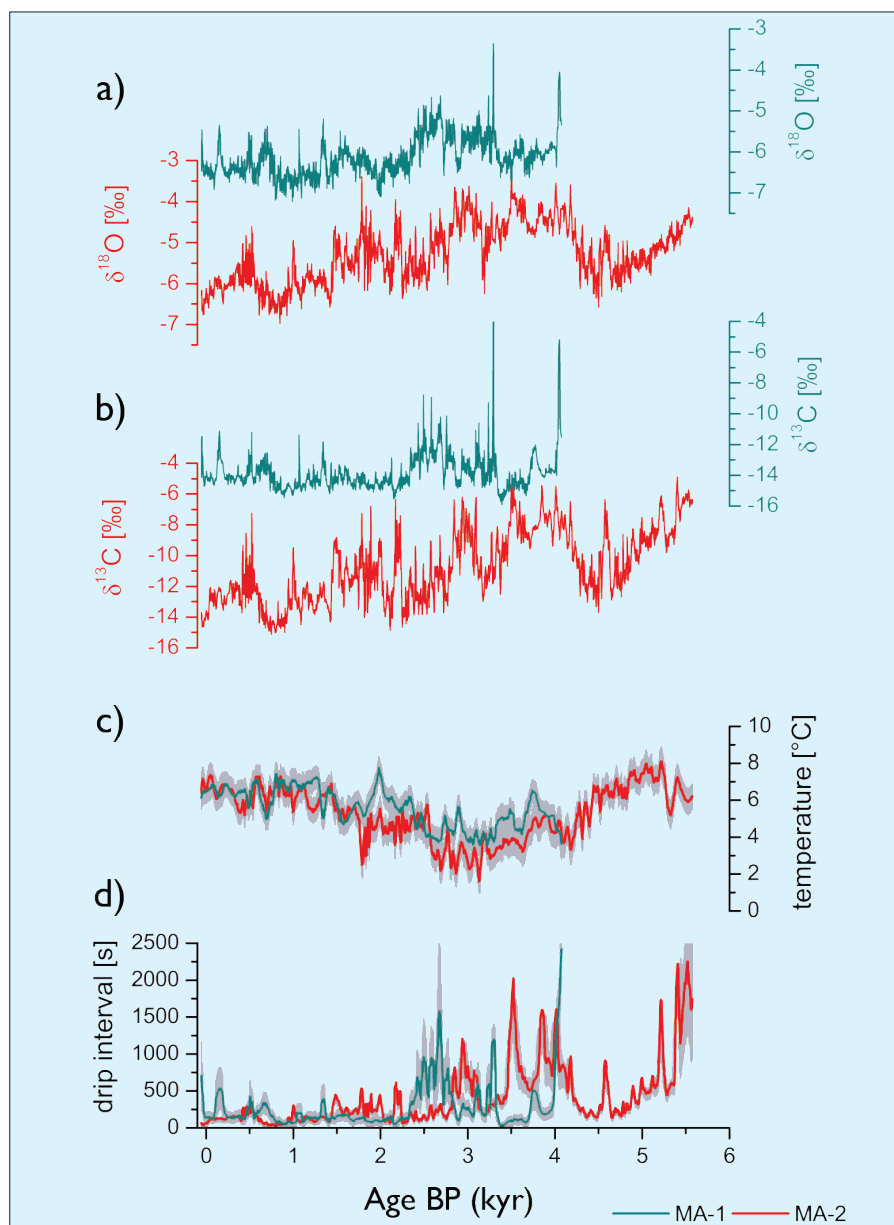 a)
-3
-4
-5
-6
-7
δ¹⁸O [‰]
-3
-4
-5
-6
-7
δ¹⁸O [‰]
b)
-4
-6
-8
-10
-12
-14
-16
δ¹³C [‰]
-4
-6
-8
-10
-12
-14
-16
δ¹³C [‰]
c)
10
8
6
4
2
0
temperature [°C]
d)
2500
2000
1500
1000
500
0
drip interval [s]
0 1 2 3 4 5 6
Age BP (kyr)
MA-1 MA-2